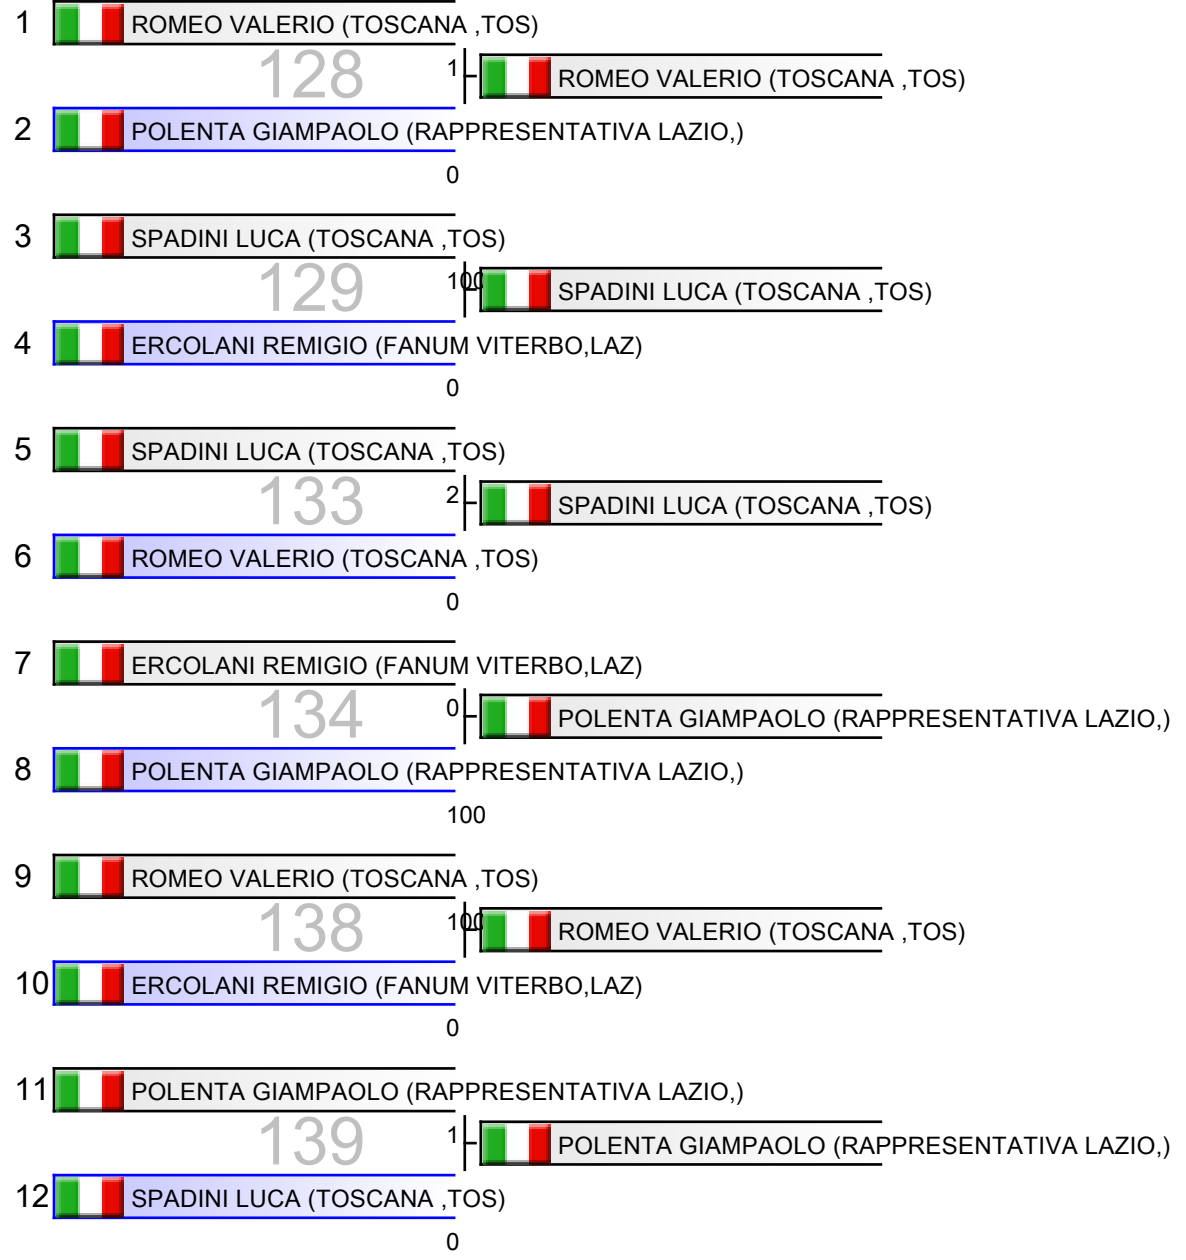 1 ROMEO VALERIO (TOSCANA ,TOS)
128 1 ROMEO VALERIO (TOSCANA ,TOS)
2 POLENTA GIAMPAOLO (RAPPRESENTATIVA LAZIO,)
0
3 SPADINI LUCA (TOSCANA ,TOS)
129 100 SPADINI LUCA (TOSCANA ,TOS)
4 ERCOLANI REMIGIO (FANUM VITERBO,LAZ)
0
5 SPADINI LUCA (TOSCANA ,TOS)
133 2 SPADINI LUCA (TOSCANA ,TOS)
6 ROMEO VALERIO (TOSCANA ,TOS)
0
7 ERCOLANI REMIGIO (FANUM VITERBO,LAZ)
134 0 POLENTA GIAMPAOLO (RAPPRESENTATIVA LAZIO,)
8 POLENTA GIAMPAOLO (RAPPRESENTATIVA LAZIO,)
100
9 ROMEO VALERIO (TOSCANA ,TOS)
138 100 ROMEO VALERIO (TOSCANA ,TOS)
10 ERCOLANI REMIGIO (FANUM VITERBO,LAZ)
0
11 POLENTA GIAMPAOLO (RAPPRESENTATIVA LAZIO,)
139 1 POLENTA GIAMPAOLO (RAPPRESENTATIVA LAZIO,)
12 SPADINI LUCA (TOSCANA ,TOS)
0